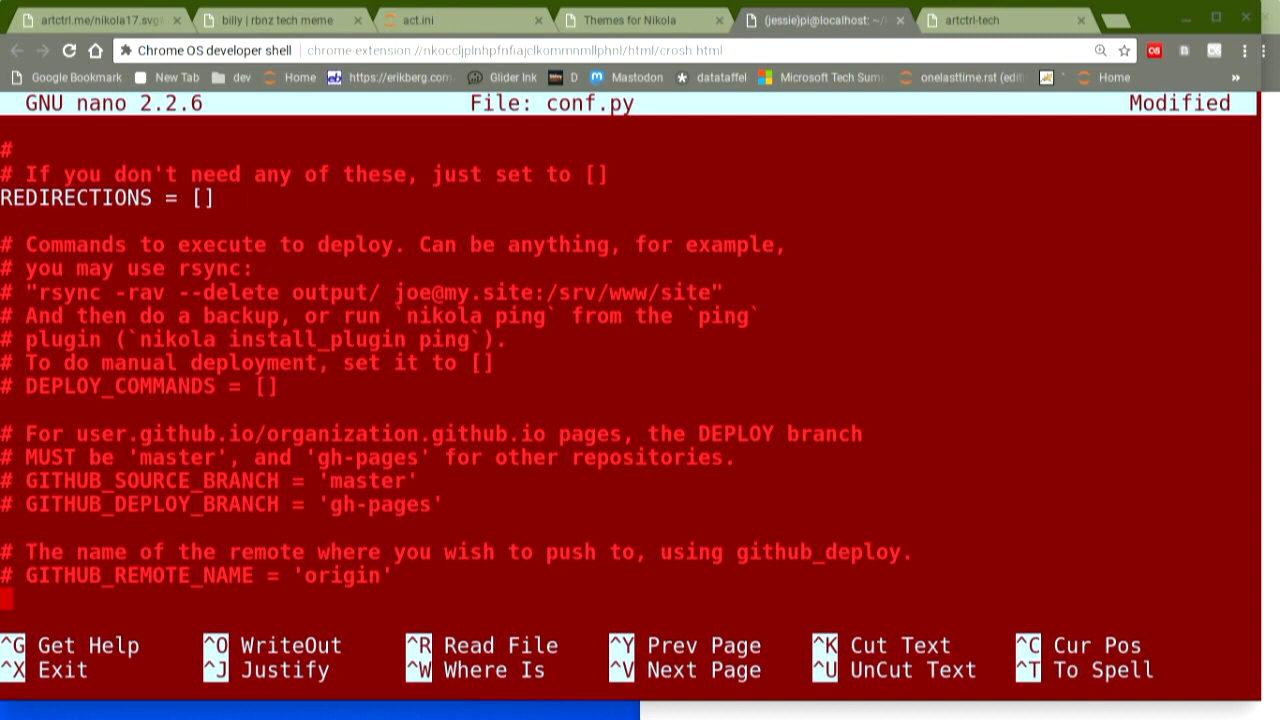 artctrl.me/nikola17.svg
billy | rbnz tech meme
act.ini
Themes for Nikola
(jessie)pi@localhost: ~/
artctrl-tech
Chrome OS developer shell
chrome-extension://nkoccljplnhpfnfiajclkommnmllphnl/html/crosh.html
Google Bookmark
New Tab
dev
Home
https://erikberg.com
Glider Ink
D
Mastodon
datataffel
Microsoft Tech Sum
onelasttime.rst (edit
Home
»
GNU nano 2.2.6 File: conf.py Modified
#
# If you don't need any of these, just set to []
REDIRECTIONS = []
# Commands to execute to deploy. Can be anything, for example,
# you may use rsync:
# "rsync -rav --delete output/ joe@my.site:/srv/www/site"
# And then do a backup, or run `nikola ping` from the `ping`
# plugin (`nikola install_plugin ping`).
# To do manual deployment, set it to []
# DEPLOY_COMMANDS = []
# For user.github.io/organization.github.io pages, the DEPLOY branch
# MUST be 'master', and 'gh-pages' for other repositories.
# GITHUB_SOURCE_BRANCH = 'master'
# GITHUB_DEPLOY_BRANCH = 'gh-pages'
# The name of the remote where you wish to push to, using github_deploy.
# GITHUB_REMOTE_NAME = 'origin'
^G Get Help ^O WriteOut ^R Read File ^Y Prev Page ^K Cut Text ^C Cur Pos
^X Exit ^J Justify ^W Where Is ^V Next Page ^U UnCut Text ^T To Spell